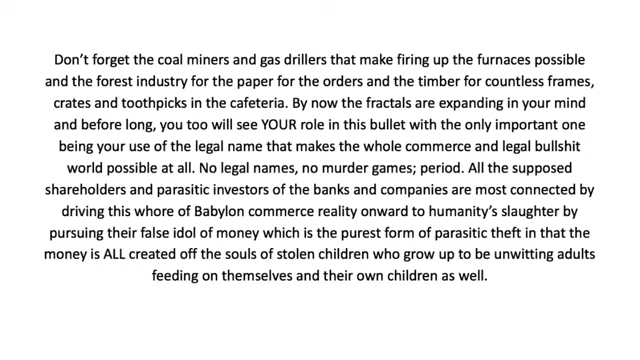 Don't forget the coal miners and gas drillers that make firing up the furnaces possible
and the forest industry for the paper for the orders and the timber for countless frames,
crates and toothpicks in the cafeteria. By now the fractals are expanding in your mind
and before long, you too will see YOUR role in this bullet with the only important one
being your use of the legal name that makes the whole commerce and legal bullshit
world possible at all. No legal names, no murder games; period. All the supposed
shareholders and parasitic investors of the banks and companies are most connected by
driving this whore of Babylon commerce reality onward to humanity's slaughter by
pursuing their false idol of money which is the purest form of parasitic theft in that the
money is ALL created off the souls of stolen children who grow up to be unwitting adults
feeding on themselves and their own children as well.